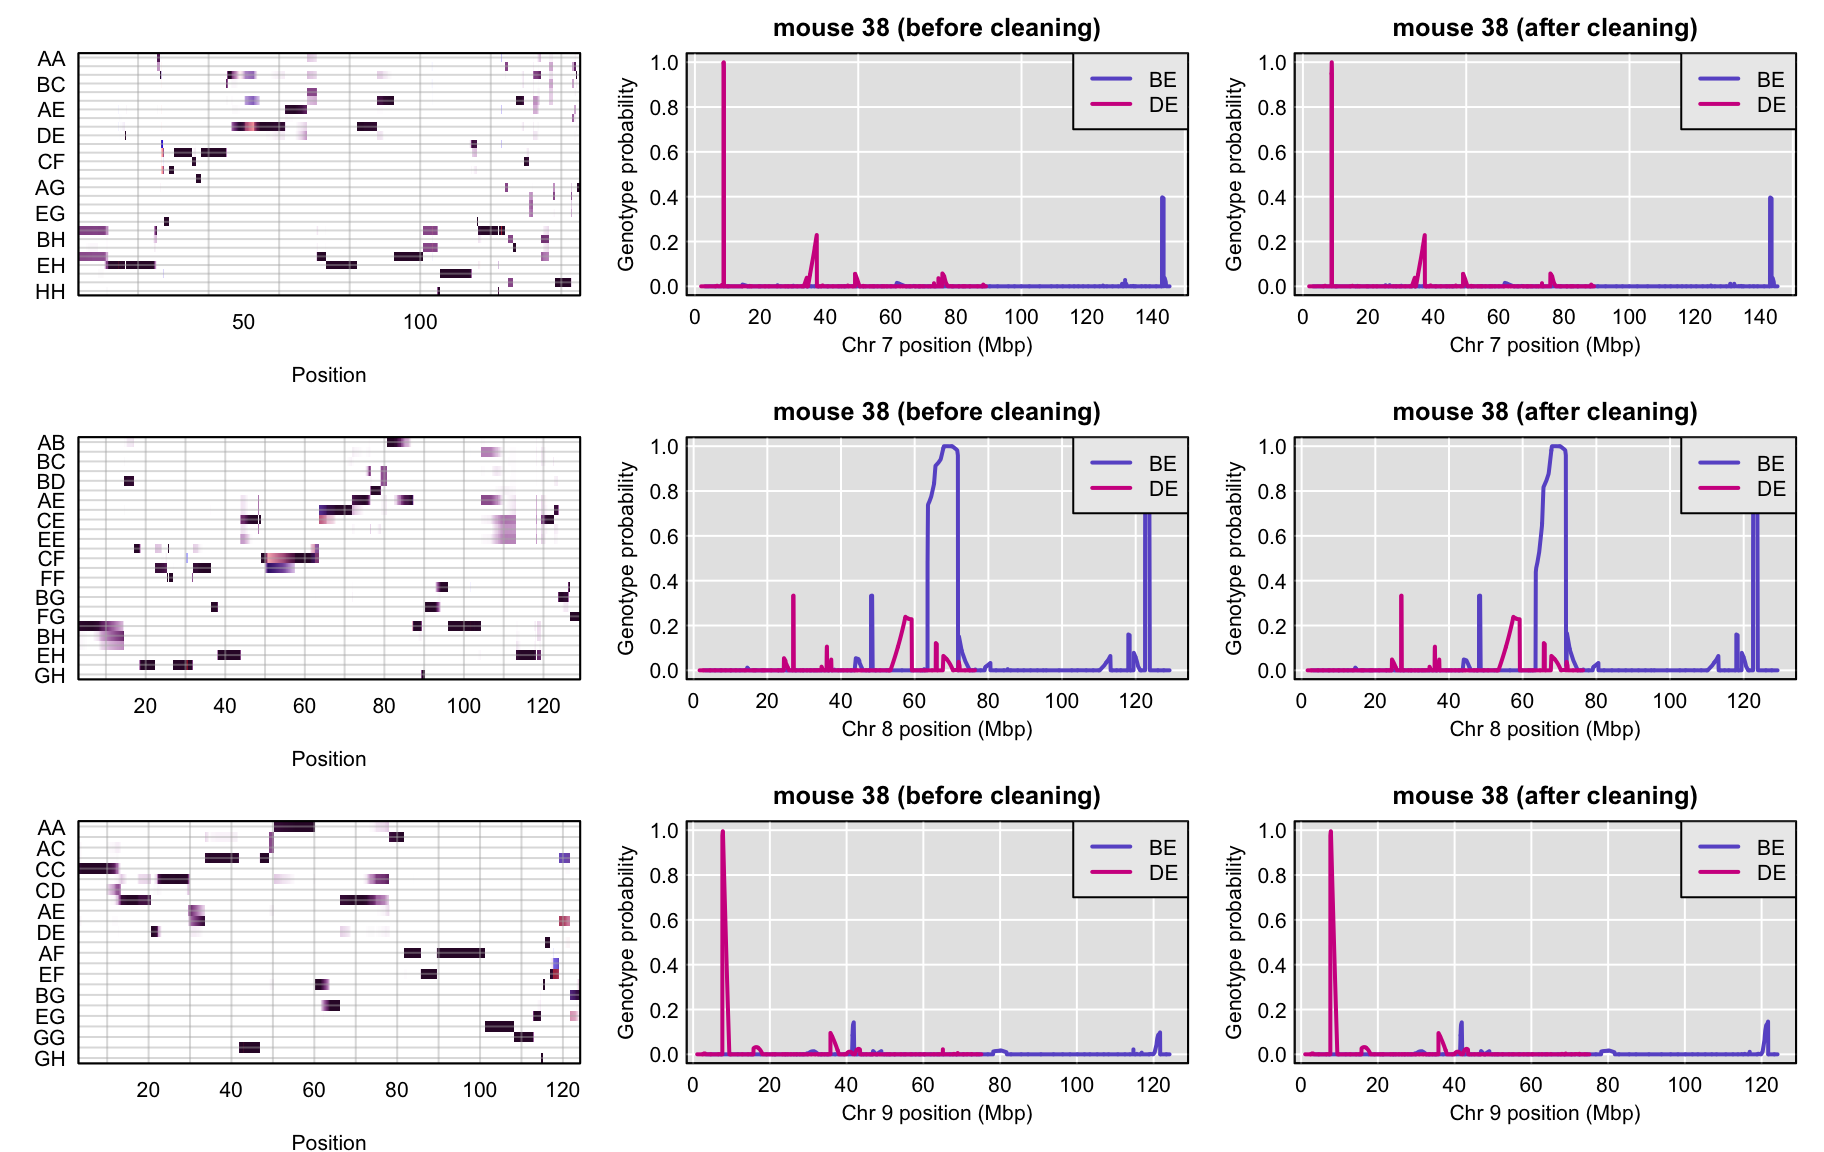 AA
BC
AE
DE
CF
AG
EG
BH
EH
HH
50 100
Position
mouse 38 (before cleaning)
Genotype probability
1.0
0.8
0.6
0.4
0.2
0.0
BE
DE
0 20 40 60 80 100 120 140
Chr 7 position (Mbp)
mouse 38 (after cleaning)
Genotype probability
1.0
0.8
0.6
0.4
0.2
0.0
BE
DE
0 20 40 60 80 100 120 140
Chr 7 position (Mbp)
AB
BC
BD
AE
CE
EE
CF
FF
BG
FG
BH
EH
GH
20 40 60 80 100 120
Position
mouse 38 (before cleaning)
Genotype probability
1.0
0.8
0.6
0.4
0.2
0.0
BE
DE
0 20 40 60 80 100 120
Chr 8 position (Mbp)
mouse 38 (after cleaning)
Genotype probability
1.0
0.8
0.6
0.4
0.2
0.0
BE
DE
0 20 40 60 80 100 120
Chr 8 position (Mbp)
AA
AC
CC
CD
AE
DE
AF
EF
BG
EG
GG
GH
20 40 60 80 100 120
Position
mouse 38 (before cleaning)
Genotype probability
1.0
0.8
0.6
0.4
0.2
0.0
BE
DE
0 20 40 60 80 100 120
Chr 9 position (Mbp)
mouse 38 (after cleaning)
Genotype probability
1.0
0.8
0.6
0.4
0.2
0.0
BE
DE
0 20 40 60 80 100 120
Chr 9 position (Mbp)